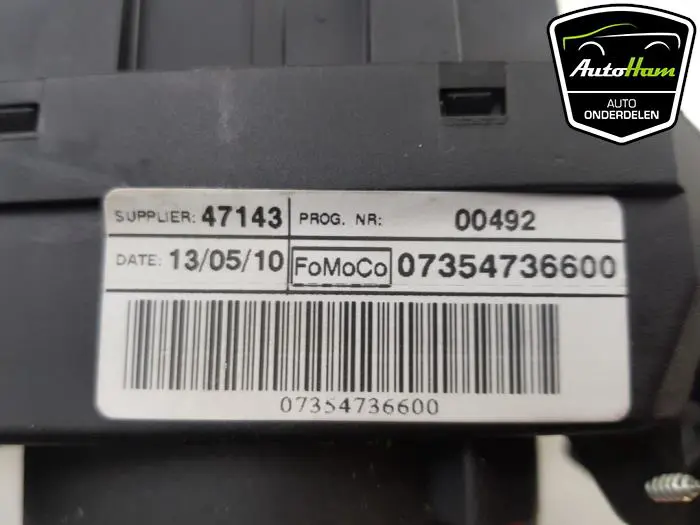 AutoHam
AUTO
ONDERDELEN
SUPPLIER: 47143 PROG. NR: 00492
DATE: 13/05/10 FoMoCo 07354736600
07354736600